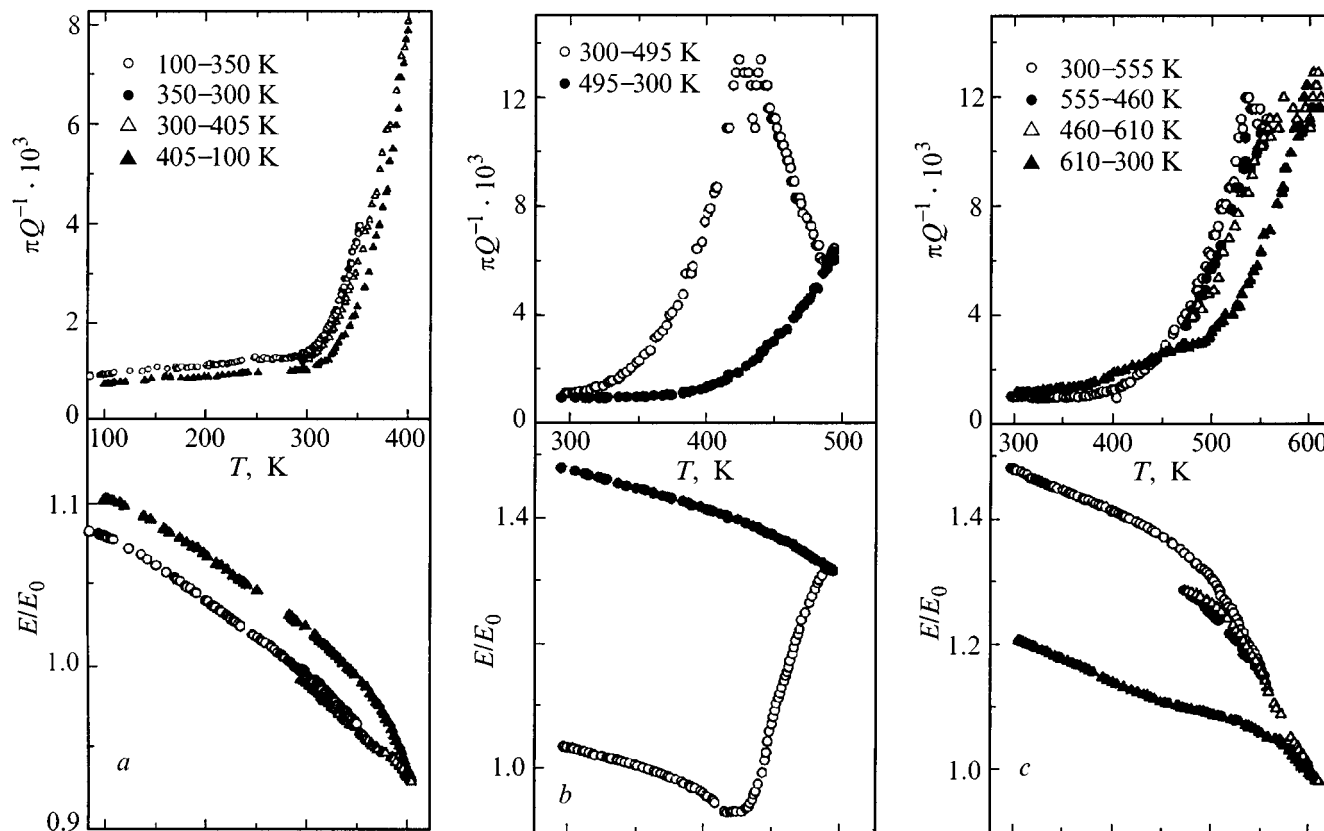 8
6
4
2
0
πQ⁻¹ · 10³
100–350 K
350–300 K
300–405 K
405–100 K
100
200
300
400
T, K
1.1
1.0
0.9
E/E₀
a
12
8
4
0
πQ⁻¹ · 10³
300–495 K
495–300 K
300
400
500
T, K
1.4
1.0
E/E₀
b
12
8
4
0
πQ⁻¹ · 10³
300–555 K
555–460 K
460–610 K
610–300 K
300
400
500
600
T, K
1.4
1.2
1.0
E/E₀
c